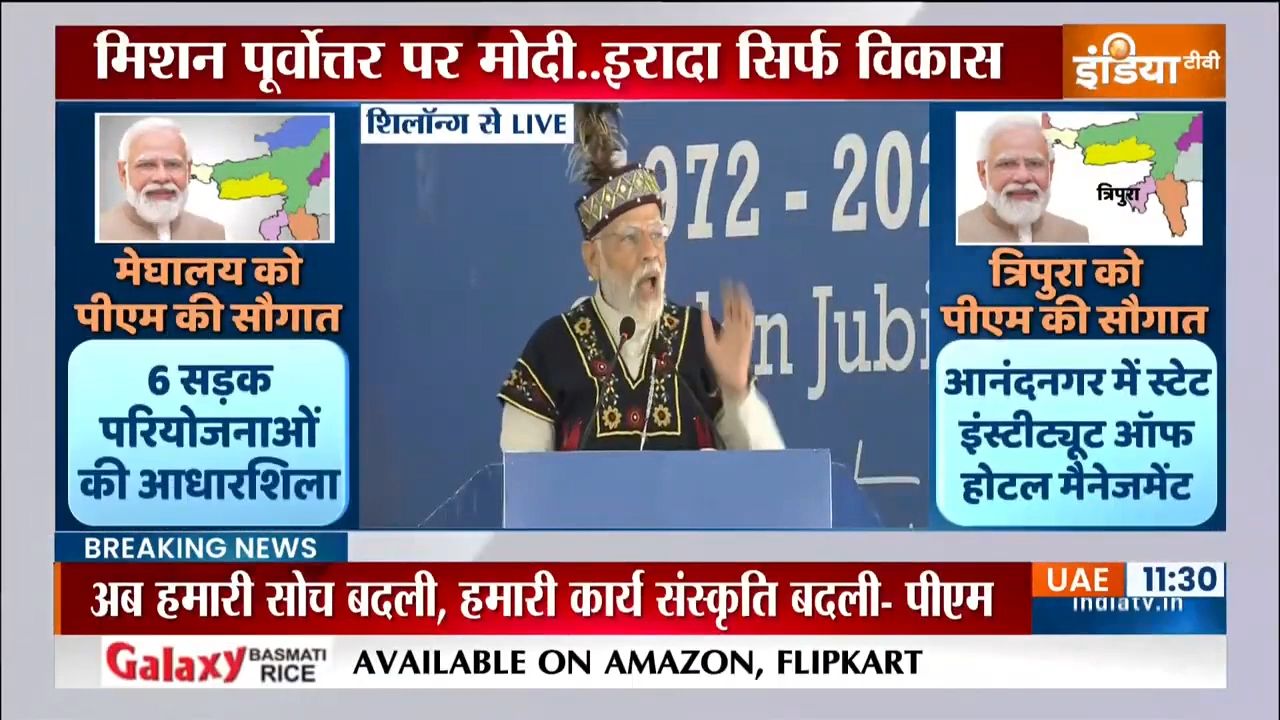 मिशन पूर्वोत्तर पर मोदी..इरादा सिर्फ विकास
इंडिया टीवी
शिलॉन्ग से LIVE
972 - 202
n Jubi
मेघालय को
पीएम की सौगात
6 सड़क
परियोजनाओं
की आधारशिला
त्रिपुरा
त्रिपुरा को
पीएम की सौगात
आनंदनगर में स्टेट
इंस्टीट्यूट ऑफ
होटल मैनेजमेंट
BREAKING NEWS
अब हमारी सोच बदली, हमारी कार्य संस्कृति बदली- पीएम
UAE 11:30
indiatv.in
Galaxy BASMATI RICE
AVAILABLE ON AMAZON, FLIPKART